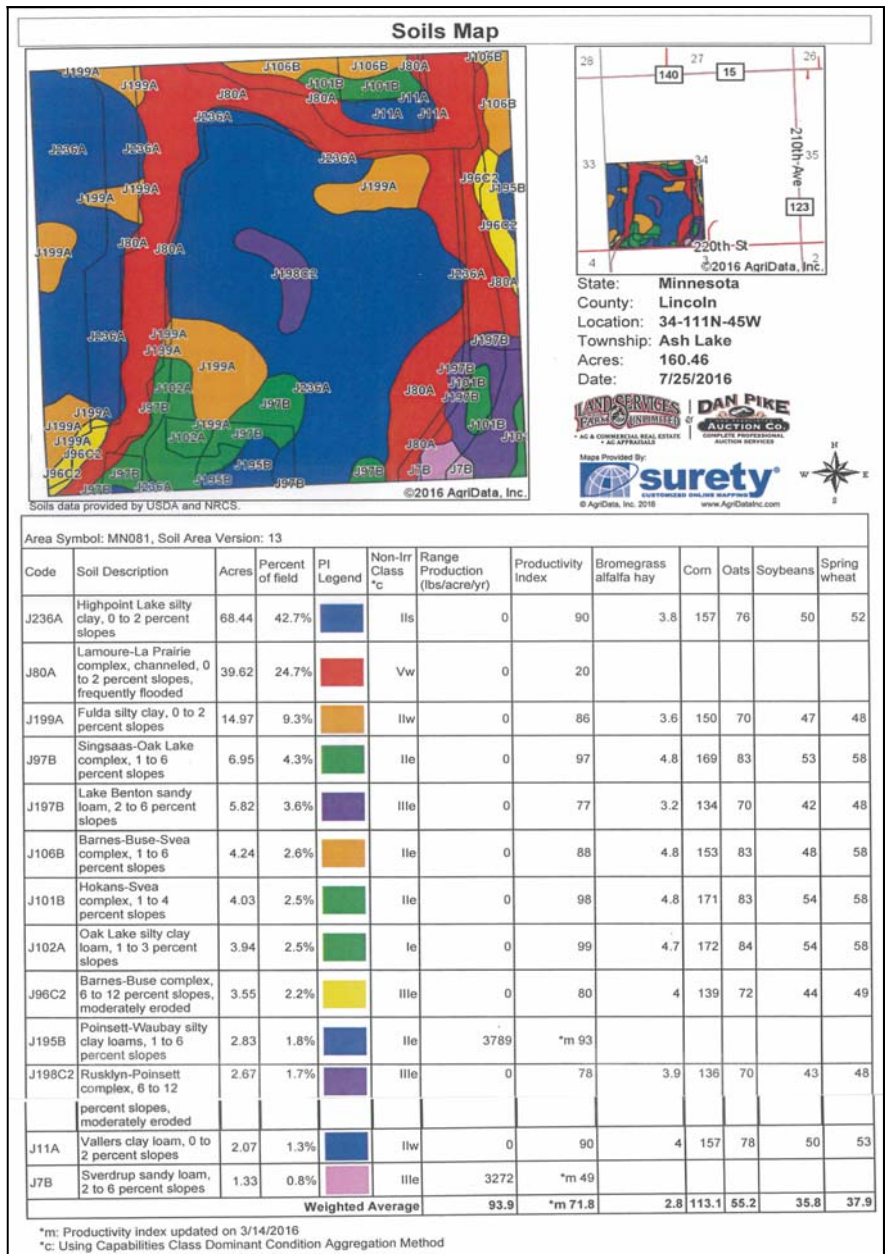 Soils Map
J199A
J106B
J106B
J80A
J106B
J199A
J101B
J101B
J80A
J80A
J11A
J106B
J236A
J11A
J11A
J236A
J236A
J236A
J199A
J199A
J96C2
J195B
J199A
J96C2
J80A
J80A
J198C2
J236A
J80A
J236A
J199A
J199A
J197B
J199A
J197B
J102A
J236A
J101B
J80A
J197B
J199A
J97B
J97B
J199A
J199A
J97B
J101B
J199A
J102A
J80A
J101
J96C2
J195B
J96C2
J97B
J97B
J7B
J7B
J97B
J236A
J195B
J97B
©2016 AgriData, Inc.
Soils data provided by USDA and NRCS.
28
27
26
140
15
33
34
35
210th-Ave
123
220th-St
4
3
2
©2016 AgriData, Inc.
State: Minnesota
County: Lincoln
Location: 34-111N-45W
Township: Ash Lake
Acres: 160.46
Date: 7/25/2016
LAND SERVICES
FARM UNLIMITED
• AG & COMMERCIAL REAL ESTATE
• AG APPRAISALS
&
DAN PIKE
AUCTION CO.
COMPLETE PROFESSIONAL
AUCTION SERVICES
Maps Provided By:
surety®
CUSTOMIZED ONLINE MAPPING
© AgriData, Inc. 2016 www.AgriDataInc.com
N
W E
S
Area Symbol: MN081, Soil Area Version: 13
Code Soil Description Acres Percent of field PI Legend Non-Irr Class *c Range Production (lbs/acre/yr) Productivity Index Bromegrass alfalfa hay Corn Oats Soybeans Spring wheat
J236A Highpoint Lake silty clay, 0 to 2 percent slopes 68.44 42.7% IIs 0 90 3.8 157 76 50 52
J80A Lamoure-La Prairie complex, channeled, 0 to 2 percent slopes, frequently flooded 39.62 24.7% Vw 0 20
J199A Fulda silty clay, 0 to 2 percent slopes 14.97 9.3% IIw 0 86 3.6 150 70 47 48
J97B Singsaas-Oak Lake complex, 1 to 6 percent slopes 6.95 4.3% IIe 0 97 4.8 169 83 53 58
J197B Lake Benton sandy loam, 2 to 6 percent slopes 5.82 3.6% IIIe 0 77 3.2 134 70 42 48
J106B Barnes-Buse-Svea complex, 1 to 6 percent slopes 4.24 2.6% IIe 0 88 4.8 153 83 48 58
J101B Hokans-Svea complex, 1 to 4 percent slopes 4.03 2.5% IIe 0 98 4.8 171 83 54 58
J102A Oak Lake silty clay loam, 1 to 3 percent slopes 3.94 2.5% Ie 0 99 4.7 172 84 54 58
J96C2 Barnes-Buse complex, 6 to 12 percent slopes, moderately eroded 3.55 2.2% IIIe 0 80 4 139 72 44 49
J195B Poinsett-Waubay silty clay loams, 1 to 6 percent slopes 2.83 1.8% IIe 3789 *m 93
J198C2 Rusklyn-Poinsett complex, 6 to 12 percent slopes, moderately eroded 2.67 1.7% IIIe 0 78 3.9 136 70 43 48
J11A Vallers clay loam, 0 to 2 percent slopes 2.07 1.3% IIw 0 90 4 157 78 50 53
J7B Sverdrup sandy loam, 2 to 6 percent slopes 1.33 0.8% IIIe 3272 *m 49
Weighted Average 93.9 *m 71.8 2.8 113.1 55.2 35.8 37.9
*m: Productivity index updated on 3/14/2016
*c: Using Capabilities Class Dominant Condition Aggregation Method